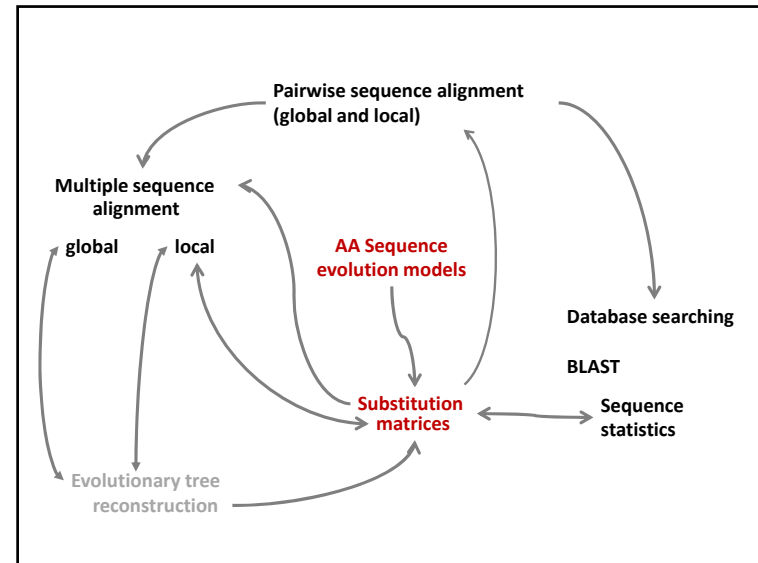 Pairwise sequence alignment
(global and local)
Multiple sequence
alignment
global
local
AA Sequence
evolution models
Database searching
BLAST
Substitution
matrices
Sequence
statistics
Evolutionary tree
reconstruction